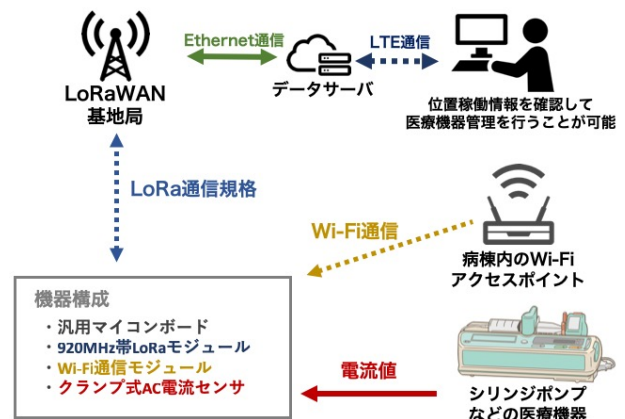 Ethernet通信
LTE通信
LoRaWAN
基地局
データサーバ
位置稼働情報を確認して
医療機器管理を行うことが可能
LoRa通信規格
Wi-Fi通信
病棟内のWi-Fi
アクセスポイント
機器構成
・汎用マイコンボード
・920MHz帯LoRaモジュール
・Wi-Fi通信モジュール
・クランプ式AC電流センサ
電流値
シリンジポンプ
などの医療機器